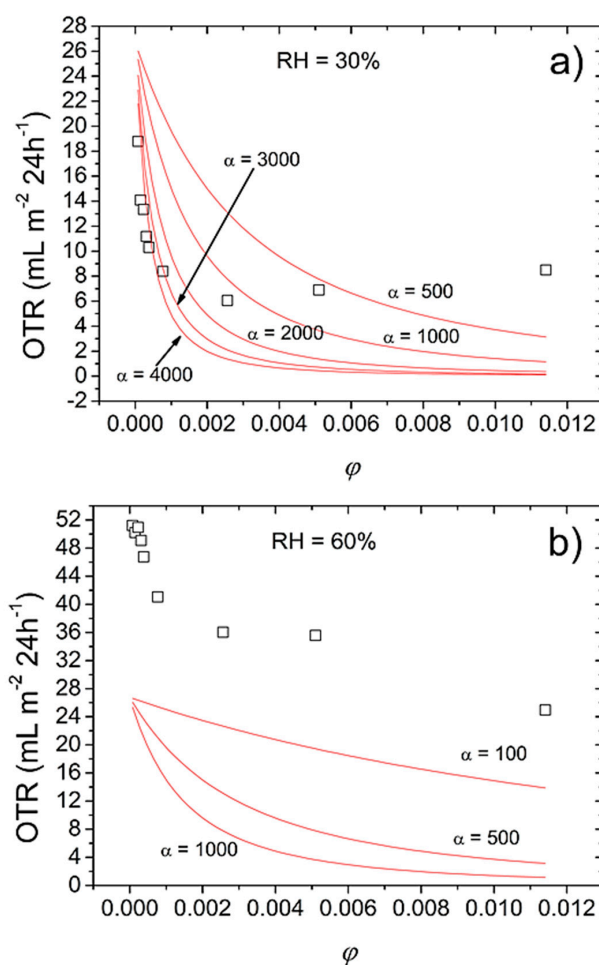 28
26
24
22
20
18
16
14
12
10
8
6
4
2
0
-2
OTR (mL m⁻² 24h⁻¹)
RH = 30%
a)
α = 3000
α = 500
α = 2000
α = 1000
α = 4000
0.000 0.002 0.004 0.006 0.008 0.010 0.012
φ
52
48
44
40
36
32
28
24
20
16
12
8
4
0
OTR (mL m⁻² 24h⁻¹)
RH = 60%
b)
α = 100
α = 500
α = 1000
0.000 0.002 0.004 0.006 0.008 0.010 0.012
φ